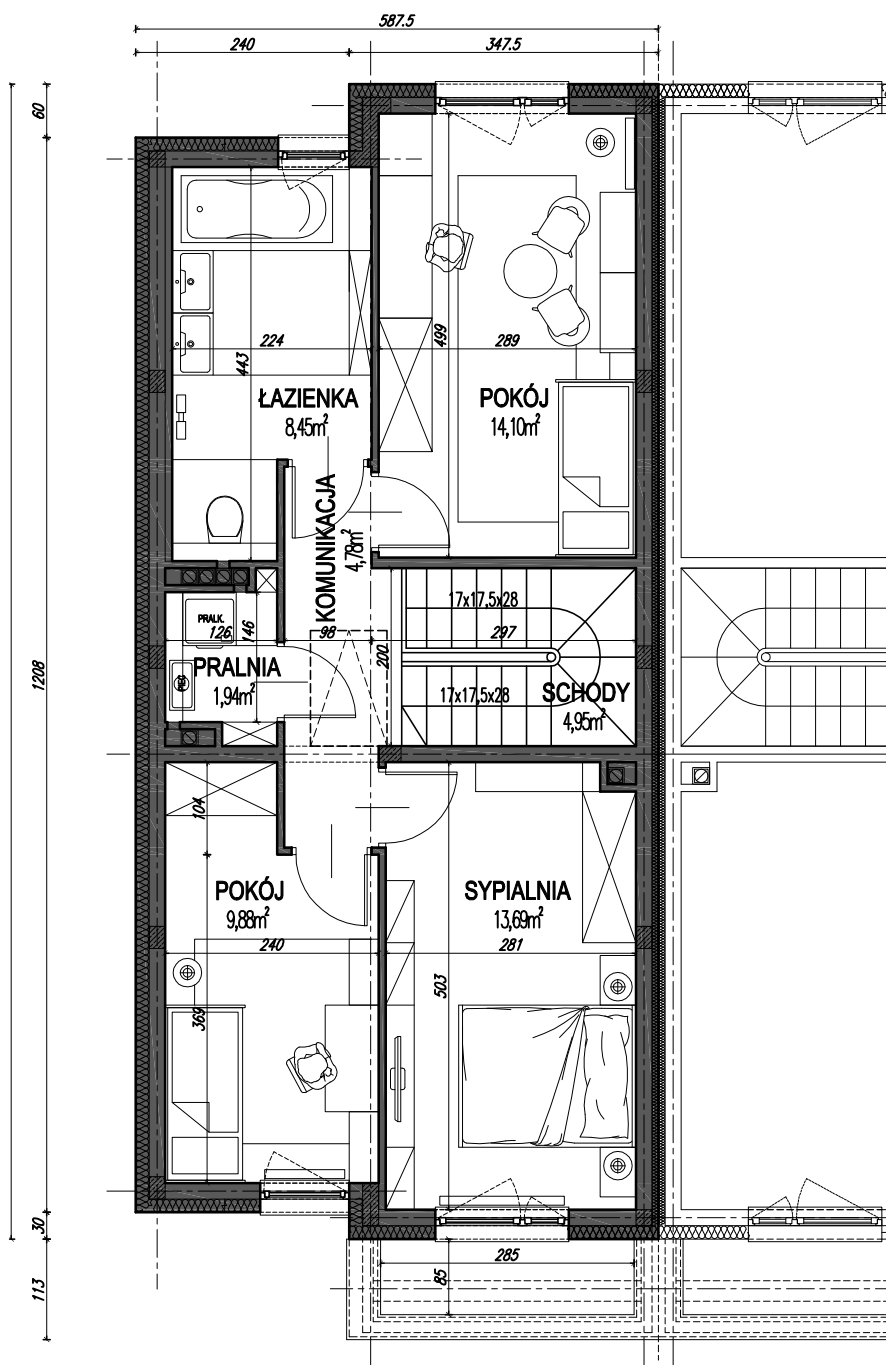 587.5
240
347.5
60
224
443
499
289
ŁAZIENKA
8,45m²
POKÓJ
14,10m²
KOMUNIKACJA
4,78m²
17x17,5x28
PRALK.
126
146
98
200
297
PRALNIA
1,94m²
PIEC
17x17,5x28
SCHODY
4,95m²
1208
104
POKÓJ
9,88m²
SYPIALNIA
13,69m²
240
281
503
369
30
285
85
113